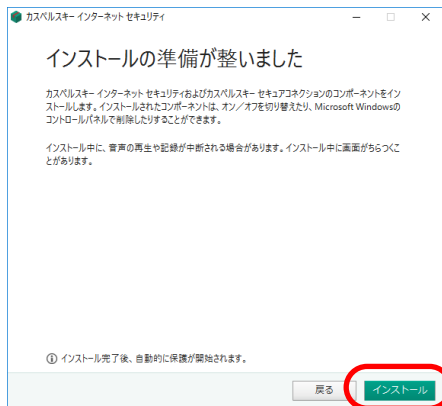 カスペルスキー インターネット セキュリティ
インストールの準備が整いました
カスペルスキー インターネット セキュリティおよびカスペルスキー セキュアコネクションのコンポーネントをイン
ストールします。インストールされたコンポーネントは、オン／オフを切り替えたり、Microsoft Windowsの
コントロールパネルで削除したりすることができます。
インストール中に、音声の再生や記録が中断される場合があります。インストール中に画面がちらつくこ
とがあります。
インストール完了後、自動的に保護が開始されます。
戻る
インストール